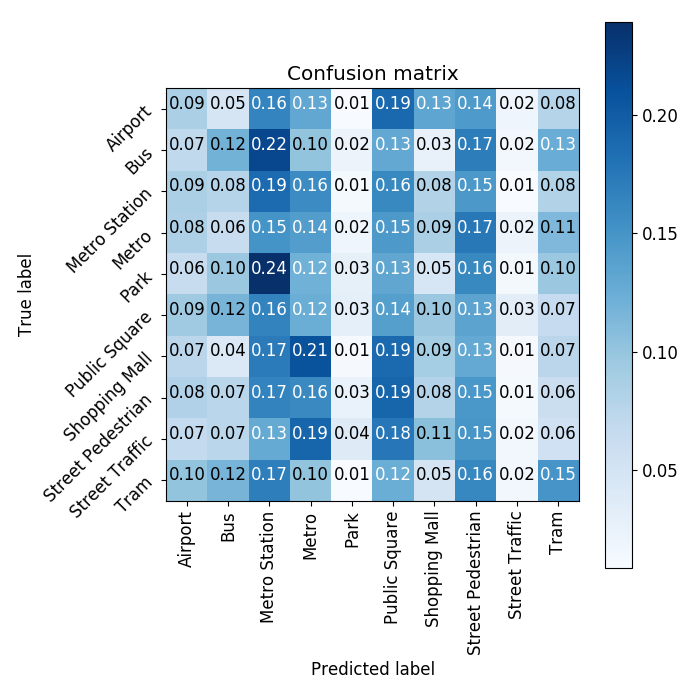 Confusion matrix
Airport 0.09 0.05 0.16 0.13 0.01 0.19 0.13 0.14 0.02 0.08
Bus 0.07 0.12 0.22 0.10 0.02 0.13 0.03 0.17 0.02 0.13
Metro Station 0.09 0.08 0.19 0.16 0.01 0.16 0.08 0.15 0.01 0.08
Metro 0.08 0.06 0.15 0.14 0.02 0.15 0.09 0.17 0.02 0.11
Park 0.06 0.10 0.24 0.12 0.03 0.13 0.05 0.16 0.01 0.10
Public Square 0.09 0.12 0.16 0.12 0.03 0.14 0.10 0.13 0.03 0.07
Shopping Mall 0.07 0.04 0.17 0.21 0.01 0.19 0.09 0.13 0.01 0.07
Street Pedestrian 0.08 0.07 0.17 0.16 0.03 0.19 0.08 0.15 0.01 0.06
Street Traffic 0.07 0.07 0.13 0.19 0.04 0.18 0.11 0.15 0.02 0.06
Tram 0.10 0.12 0.17 0.10 0.01 0.12 0.05 0.16 0.02 0.15
True label
Airport
Bus
Metro Station
Metro
Park
Public Square
Shopping Mall
Street Pedestrian
Street Traffic
Tram
Predicted label
0.20
0.15
0.10
0.05